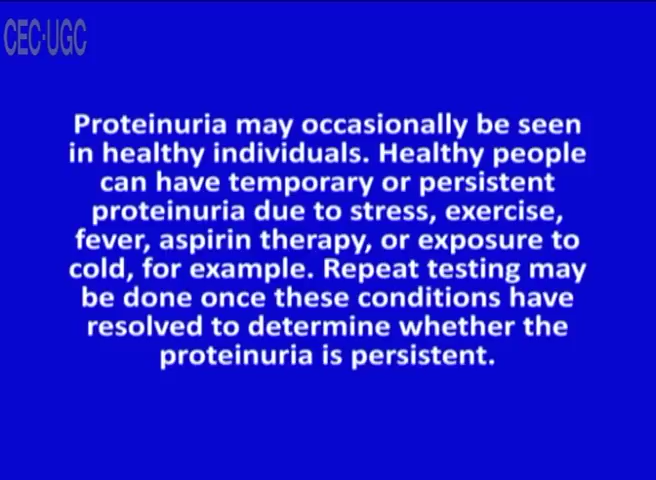 CEC-UGC
Proteinuria may occasionally be seen
in healthy individuals. Healthy people
can have temporary or persistent
proteinuria due to stress, exercise,
fever, aspirin therapy, or exposure to
cold, for example. Repeat testing may
be done once these conditions have
resolved to determine whether the
proteinuria is persistent.